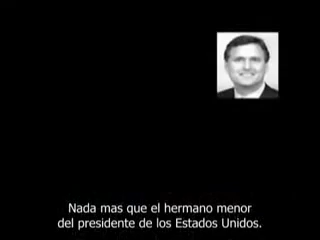 Nada mas que el hermano menor
del presidente de los Estados Unidos.